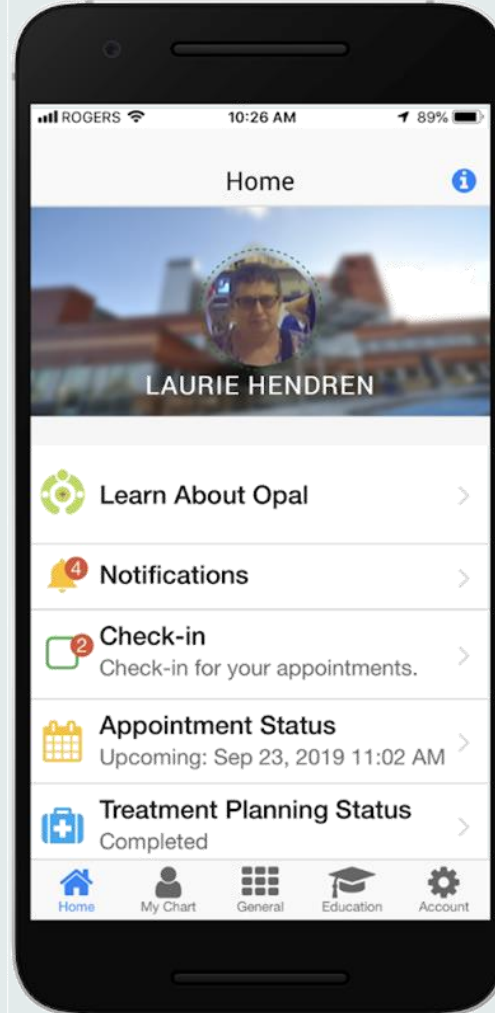 ROGERS 10:26 AM 89%
Home
LAURIE HENDREN
Learn About Opal
4
Notifications
2
Check-in
Check-in for your appointments.
Appointment Status
Upcoming: Sep 23, 2019 11:02 AM
Treatment Planning Status
Completed
Home My Chart General Education Account